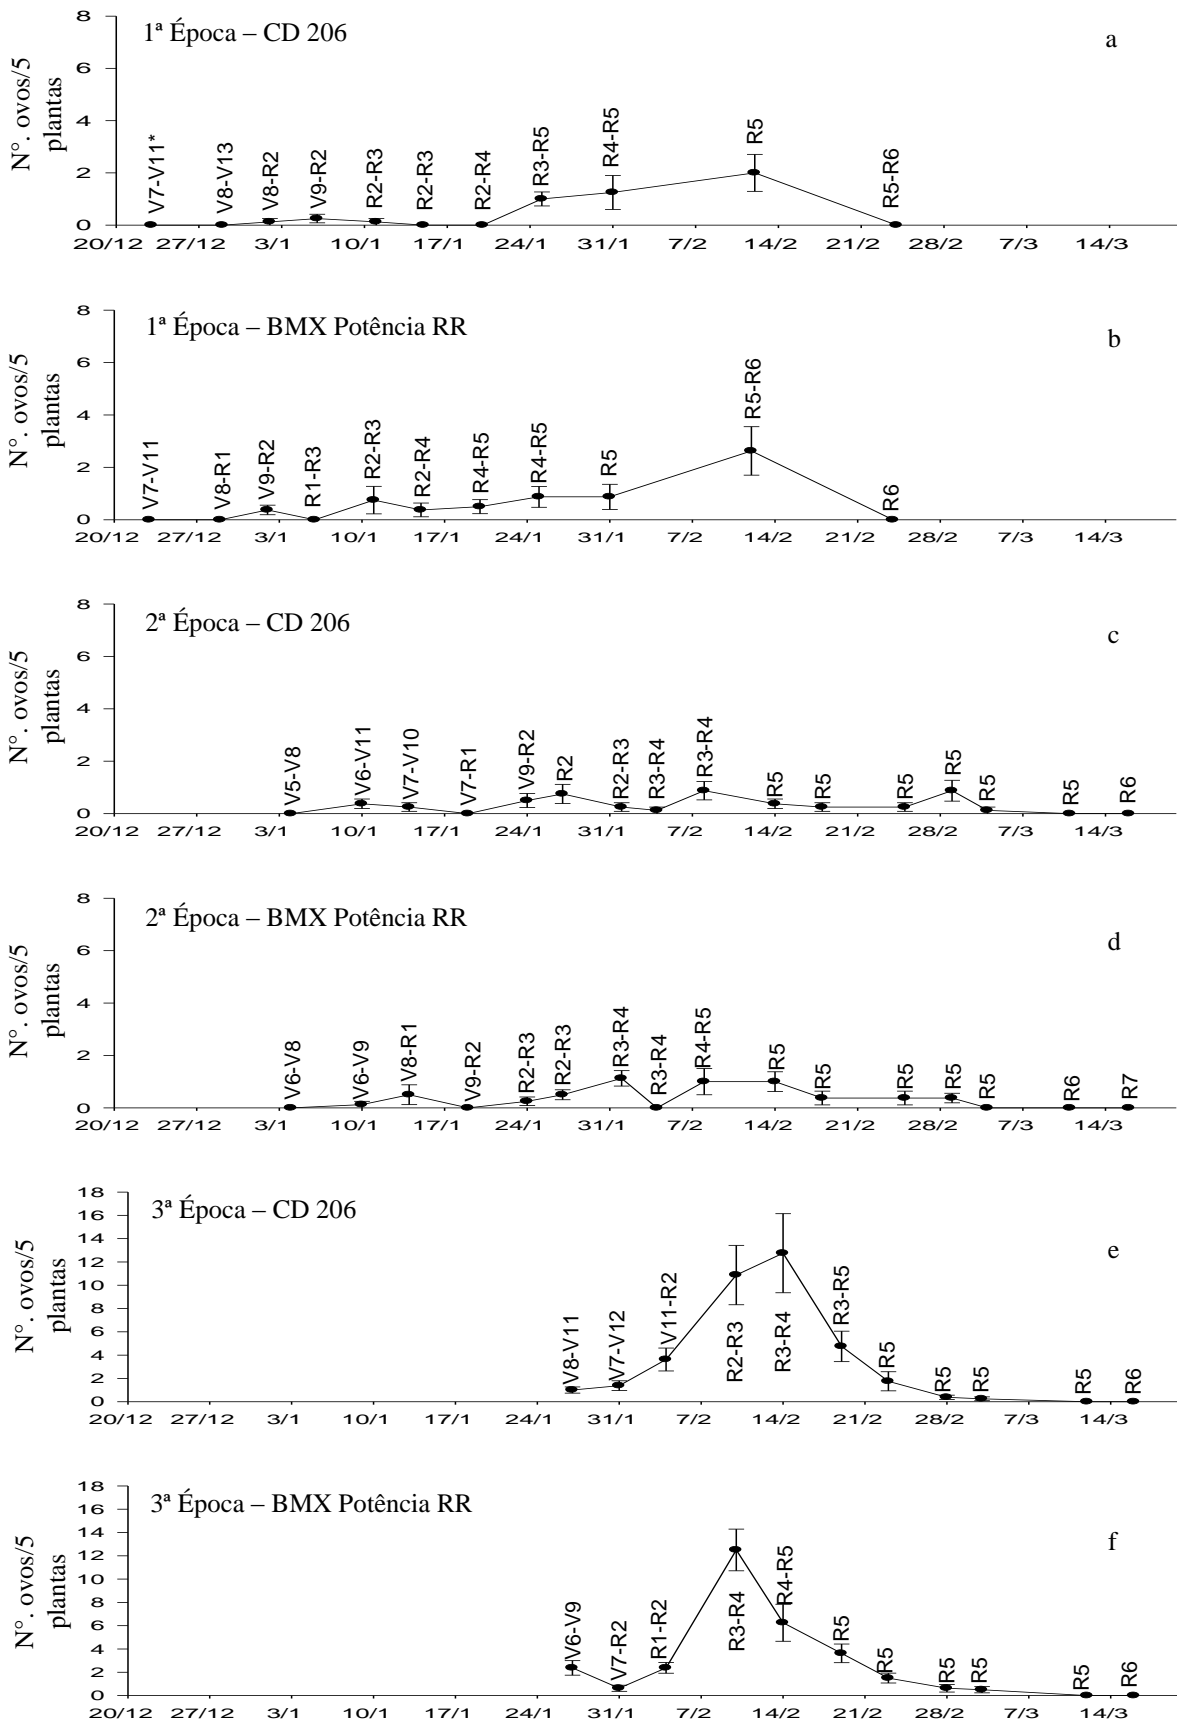 1ª Época – CD 206
a
N°. ovos/5
plantas
8
6
4
2
0
V7-V11*
V8-V13
V8-R2
V9-R2
R2-R3
R2-R3
R2-R4
R3-R5
R4-R5
R5
R5-R6
20/12 27/12 3/1 10/1 17/1 24/1 31/1 7/2 14/2 21/2 28/2 7/3 14/3
1ª Época – BMX Potência RR
b
N°. ovos/5
plantas
8
6
4
2
0
V7-V11
V8-R1
V9-R2
R1-R3
R2-R3
R2-R4
R4-R5
R4-R5
R5
R5-R6
R6
20/12 27/12 3/1 10/1 17/1 24/1 31/1 7/2 14/2 21/2 28/2 7/3 14/3
2ª Época – CD 206
c
N°. ovos/5
plantas
8
6
4
2
0
V5-V8
V6-V11
V7-V10
V7-R1
V9-R2
R2
R2-R3
R3-R4
R3-R4
R5
R5
R5
R5
R5
R5
R6
20/12 27/12 3/1 10/1 17/1 24/1 31/1 7/2 14/2 21/2 28/2 7/3 14/3
2ª Época – BMX Potência RR
d
N°. ovos/5
plantas
8
6
4
2
0
V6-V8
V6-V9
V8-R1
V9-R2
R2-R3
R2-R3
R3-R4
R3-R4
R4-R5
R5
R5
R5
R5
R5
R6
R7
20/12 27/12 3/1 10/1 17/1 24/1 31/1 7/2 14/2 21/2 28/2 7/3 14/3
3ª Época – CD 206
e
N°. ovos/5
plantas
18
16
14
12
10
8
6
4
2
0
V8-V11
V7-V12
V11-R2
R2-R3
R3-R4
R3-R5
R5
R5
R5
R5
R6
20/12 27/12 3/1 10/1 17/1 24/1 31/1 7/2 14/2 21/2 28/2 7/3 14/3
3ª Época – BMX Potência RR
f
N°. ovos/5
plantas
18
16
14
12
10
8
6
4
2
0
V6-V9
V7-R2
R1-R2
R3-R4
R4-R5
R5
R5
R5
R5
R5
R6
20/12 27/12 3/1 10/1 17/1 24/1 31/1 7/2 14/2 21/2 28/2 7/3 14/3